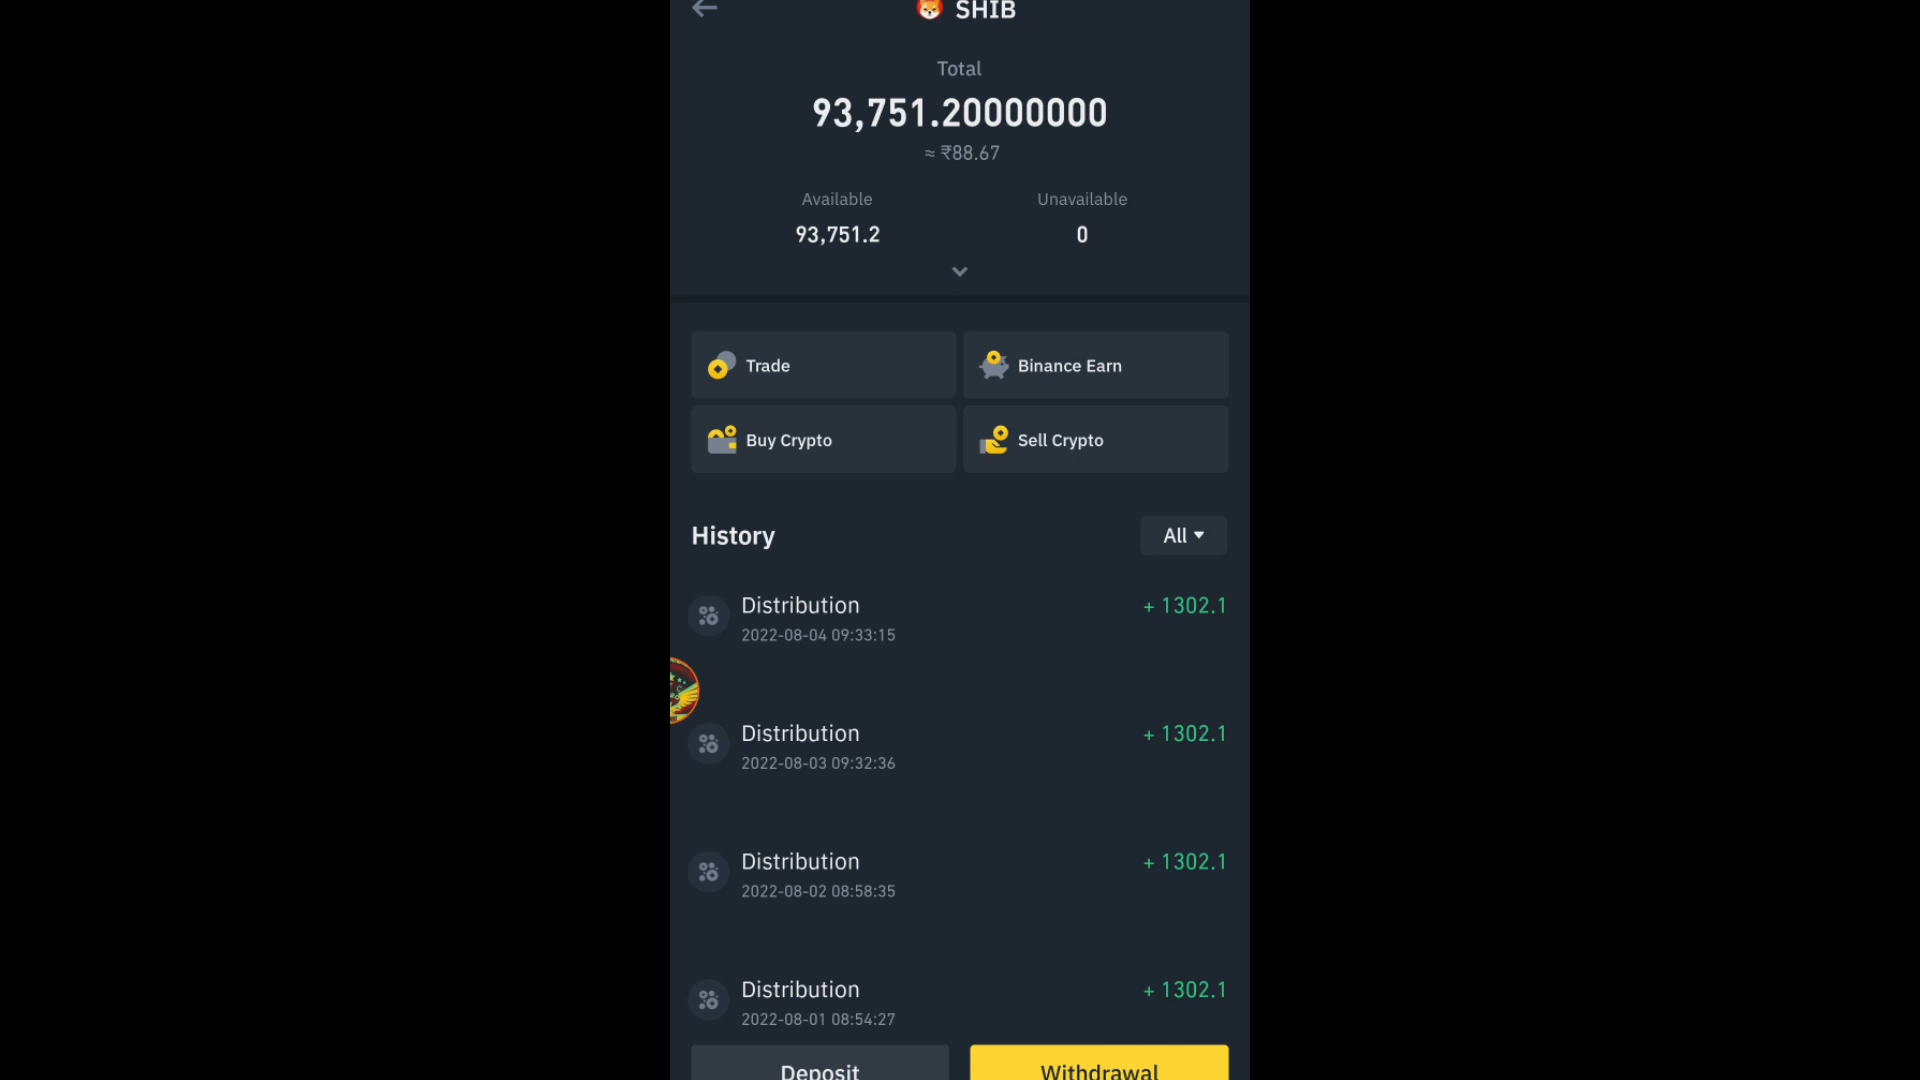 SHIB
Total
93,751.20000000
≈ ₹88.67
Available Unavailable
93,751.2 0
Trade Binance Earn
Buy Crypto Sell Crypto
History All
Distribution + 1302.1
2022-08-04 09:33:15
Distribution + 1302.1
2022-08-03 09:32:36
Distribution + 1302.1
2022-08-02 08:58:35
Distribution + 1302.1
2022-08-01 08:54:27
Deposit Withdrawal